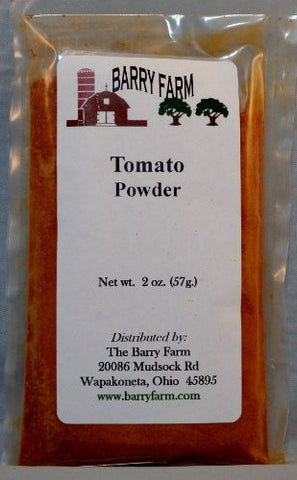 BARRY FARM
Tomato
Powder
Net wt. 2 oz. (57g.)
Distributed by:
The Barry Farm
20086 Mudsock Rd
Wapakoneta, Ohio 45895
www.barryfarm.com